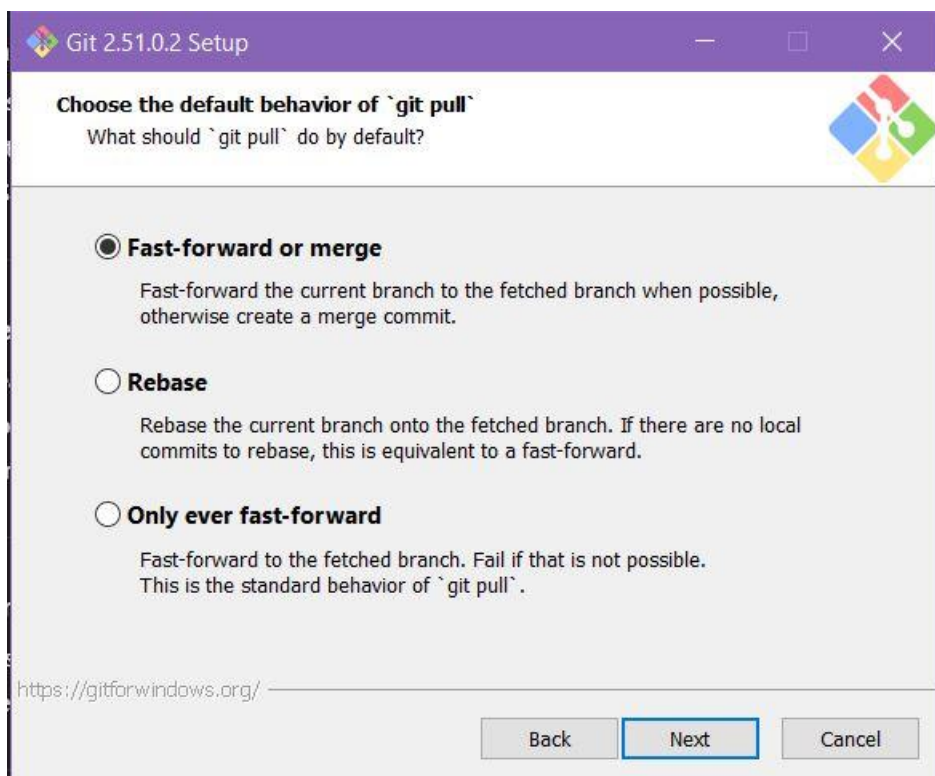 Git 2.51.0.2 Setup
Choose the default behavior of `git pull`
What should `git pull` do by default?
Fast-forward or merge
Fast-forward the current branch to the fetched branch when possible,
otherwise create a merge commit.
Rebase
Rebase the current branch onto the fetched branch. If there are no local
commits to rebase, this is equivalent to a fast-forward.
Only ever fast-forward
Fast-forward to the fetched branch. Fail if that is not possible.
This is the standard behavior of `git pull`.
https://gitforwindows.org/
Back Next Cancel